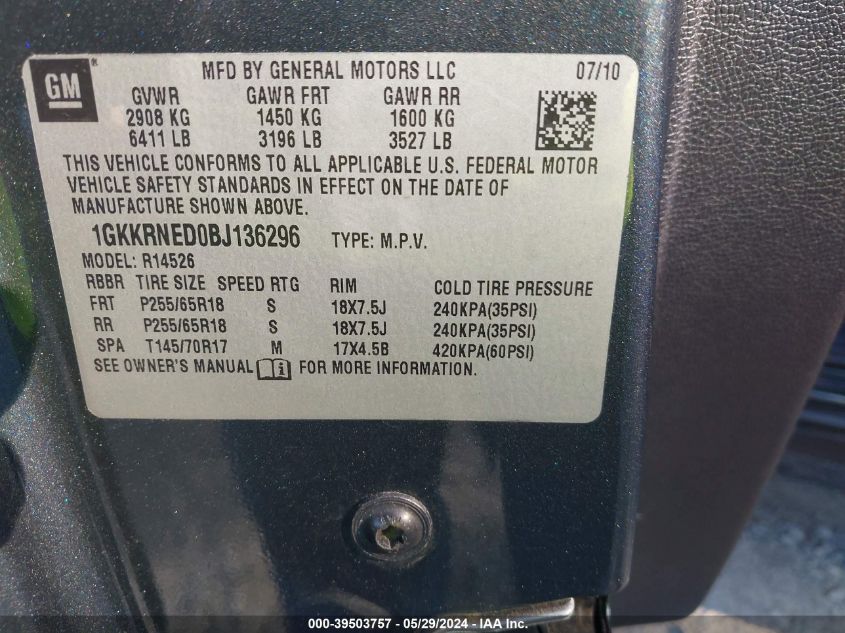 GM ® MFD BY GENERAL MOTORS LLC 07/10
GVWR GAWR FRT GAWR RR
2908 KG 1450 KG 1600 KG
6411 LB 3196 LB 3527 LB
THIS VEHICLE CONFORMS TO ALL APPLICABLE U.S. FEDERAL MOTOR
VEHICLE SAFETY STANDARDS IN EFFECT ON THE DATE OF
MANUFACTURE SHOWN ABOVE.
1GKKRNED0BJ136296 TYPE: M.P.V.
MODEL: R14526
RBBR TIRE SIZE SPEED RTG RIM COLD TIRE PRESSURE
FRT P255/65R18 S 18X7.5J 240KPA(35PSI)
RR P255/65R18 S 18X7.5J 240KPA(35PSI)
SPA T145/70R17 M 17X4.5B 420KPA(60PSI)
SEE OWNER'S MANUAL i FOR MORE INFORMATION.
000-39503757 - 05/29/2024 - IAA Inc.